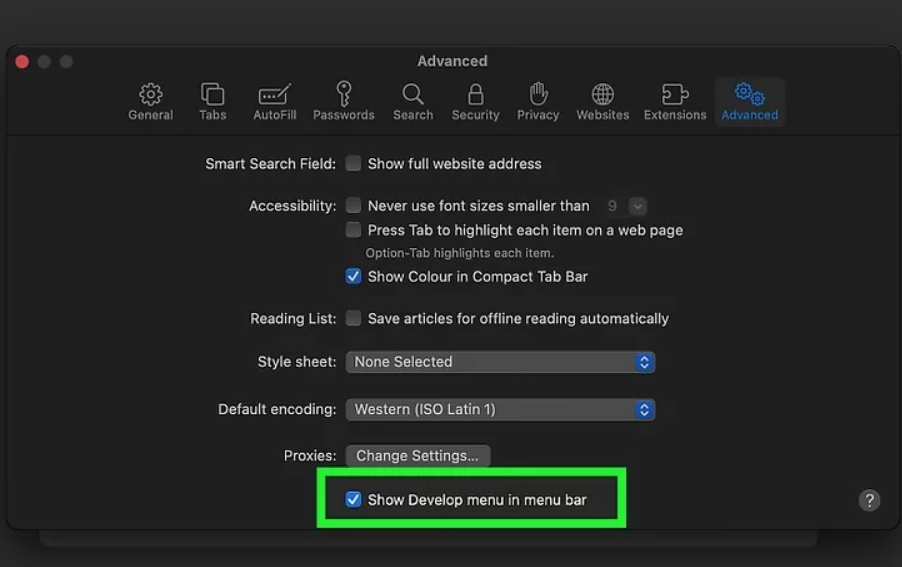 Advanced
General Tabs AutoFill Passwords Search Security Privacy Websites Extensions Advanced
Smart Search Field: Show full website address
Accessibility: Never use font sizes smaller than 9
Press Tab to highlight each item on a web page
Option-Tab highlights each item.
Show Colour in Compact Tab Bar
Reading List: Save articles for offline reading automatically
Style sheet: None Selected
Default encoding: Western (ISO Latin 1)
Proxies: Change Settings...
Show Develop menu in menu bar
?